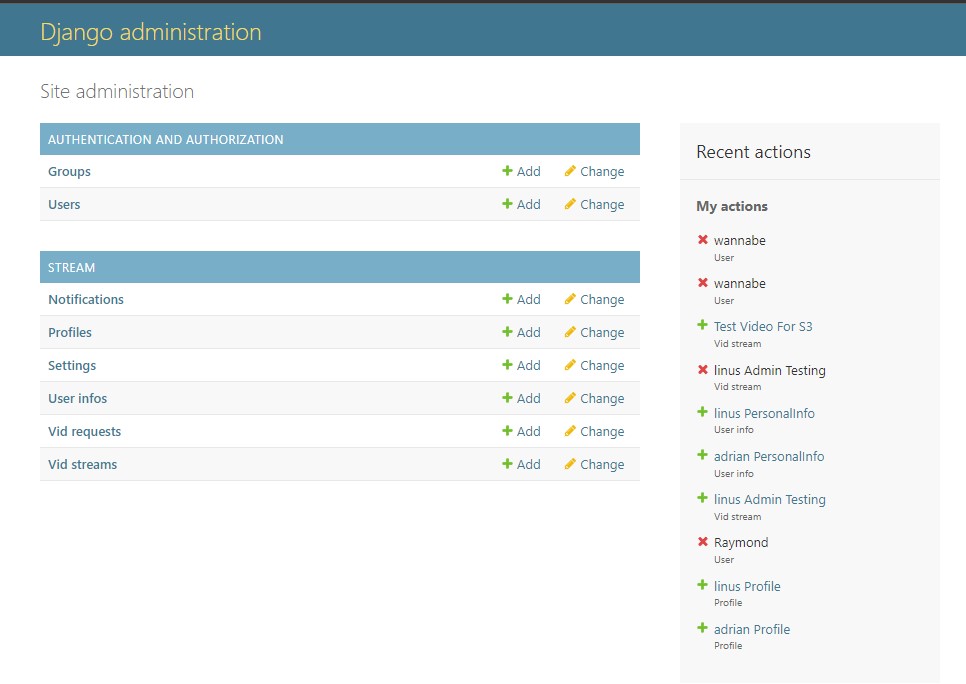 Django administration
Site administration
AUTHENTICATION AND AUTHORIZATION
Groups Add Change
Users Add Change
STREAM
Notifications Add Change
Profiles Add Change
Settings Add Change
User infos Add Change
Vid requests Add Change
Vid streams Add Change
Recent actions
My actions
wannabe
User
wannabe
User
Test Video For S3
Vid stream
linus Admin Testing
Vid stream
linus PersonalInfo
User info
adrian PersonalInfo
User info
linus Admin Testing
Vid stream
Raymond
User
linus Profile
Profile
adrian Profile
Profile